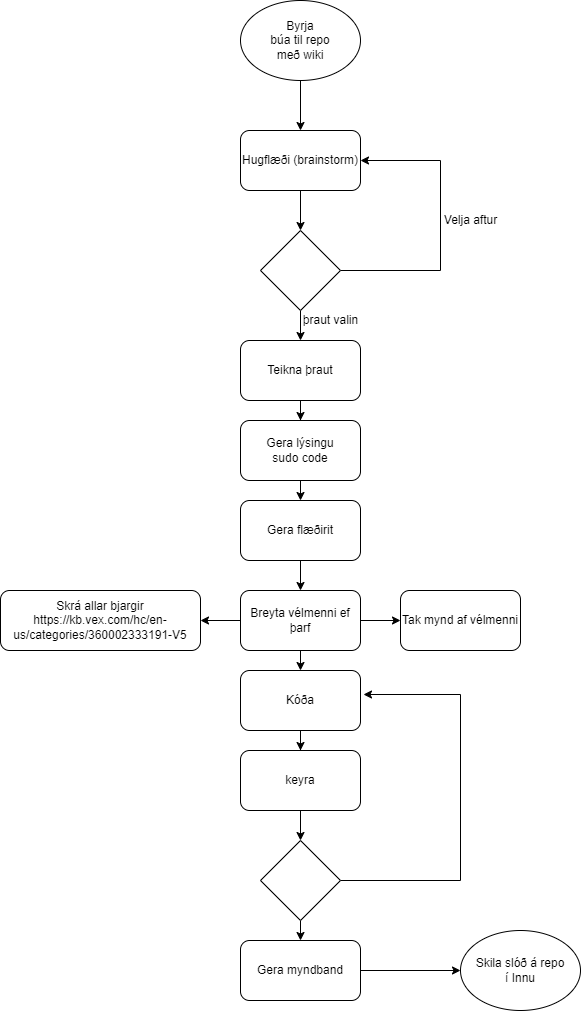 Byrja
búa til repo
með wiki
Hugflæði (brainstorm)
Velja aftur
þraut valin
Teikna þraut
Gera lýsingu
sudo code
Gera flæðirit
Skrá allar bjargir
https://kb.vex.com/hc/en-
us/categories/360002333191-V5
Breyta vélmenni ef
þarf
Tak mynd af vélmenni
Kóða
keyra
Gera myndband
Skila slóð á repo
í Innu